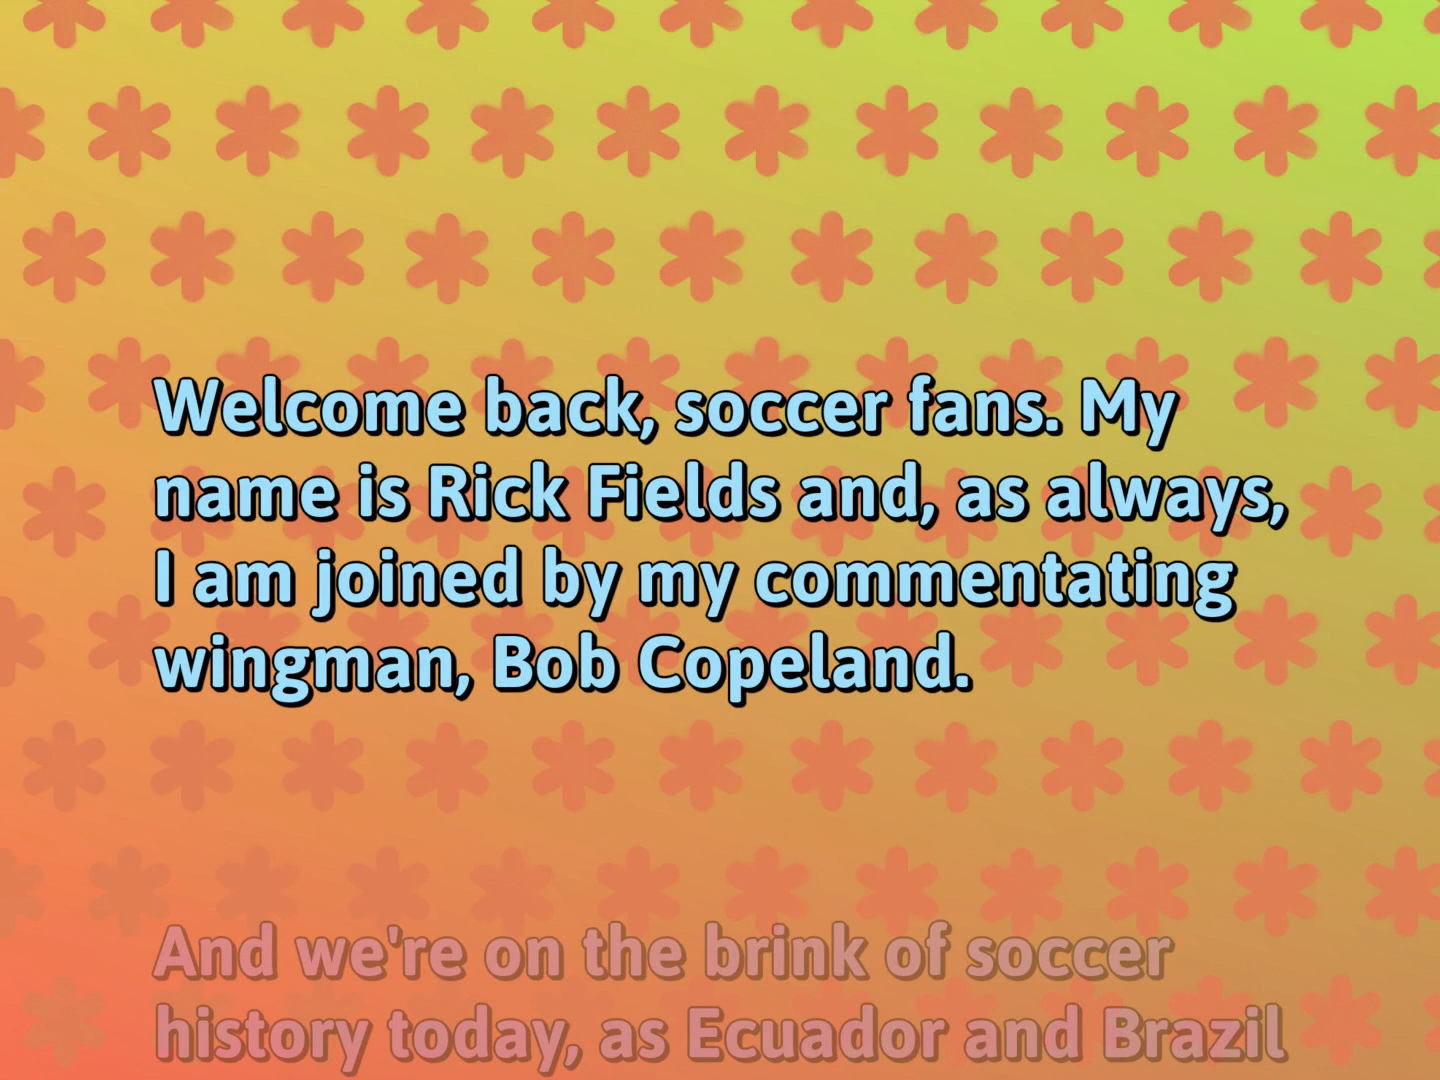 Welcome back, soccer fans. My
name is Rick Fields and, as always,
I am joined by my commentating
wingman, Bob Copeland.
And we're on the brink of soccer
history today, as Ecuador and Brazil